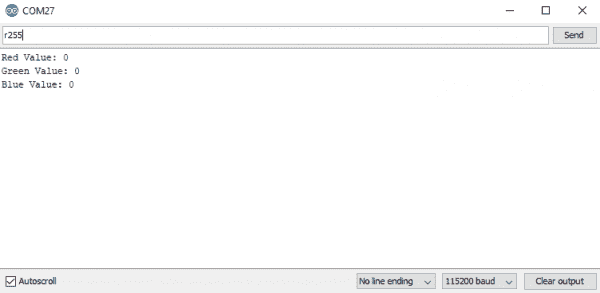 COM27
r255
Send
Red Value: 0
Green Value: 0
Blue Value: 0
Autoscroll
No line ending
115200 baud
Clear output